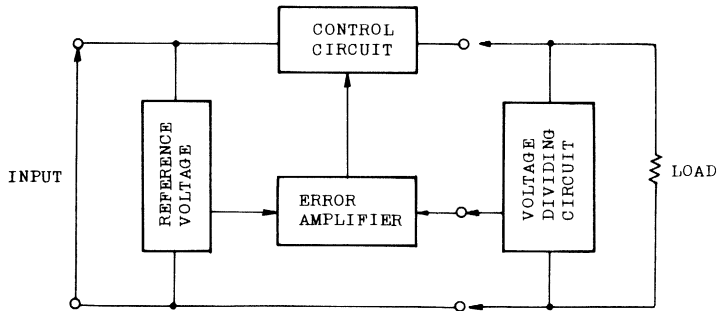 CONTROL
CIRCUIT
INPUT
REFERENCE
VOLTAGE
ERROR
AMPLIFIER
VOLTAGE
DIVIDING
CIRCUIT
LOAD